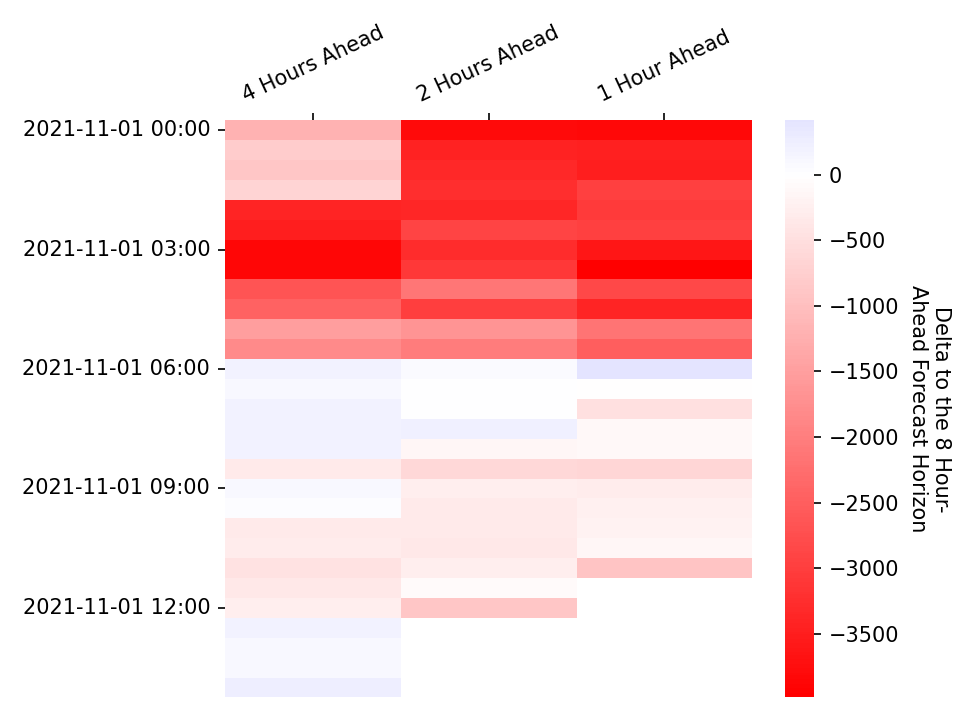 4 Hours Ahead
2 Hours Ahead
1 Hour Ahead
2021-11-01 00:00
2021-11-01 03:00
2021-11-01 06:00
2021-11-01 09:00
2021-11-01 12:00
0
−500
−1000
−1500
−2000
−2500
−3000
−3500
Delta to the 8 Hour-
Ahead Forecast Horizon